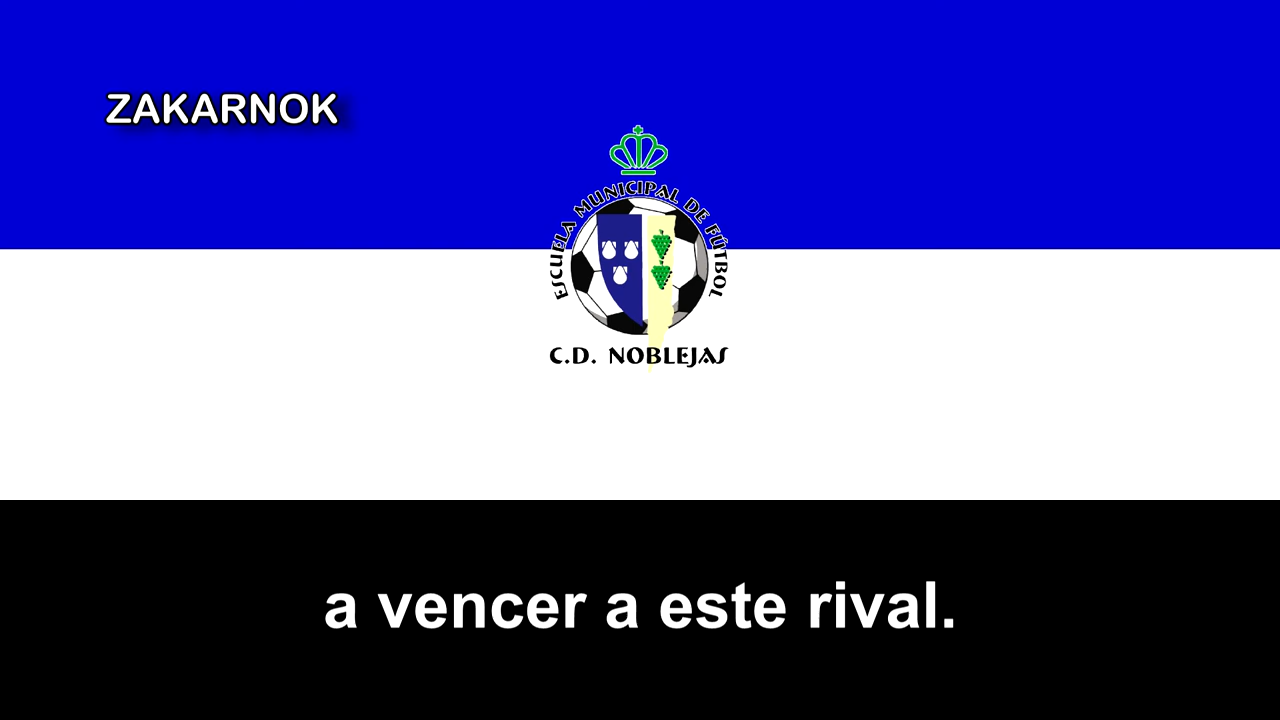 ZAKARNOK
ESCUELA MUNICIPAL DE FÚTBOL
C.D. NOBLEJAS
a vencer a este rival.